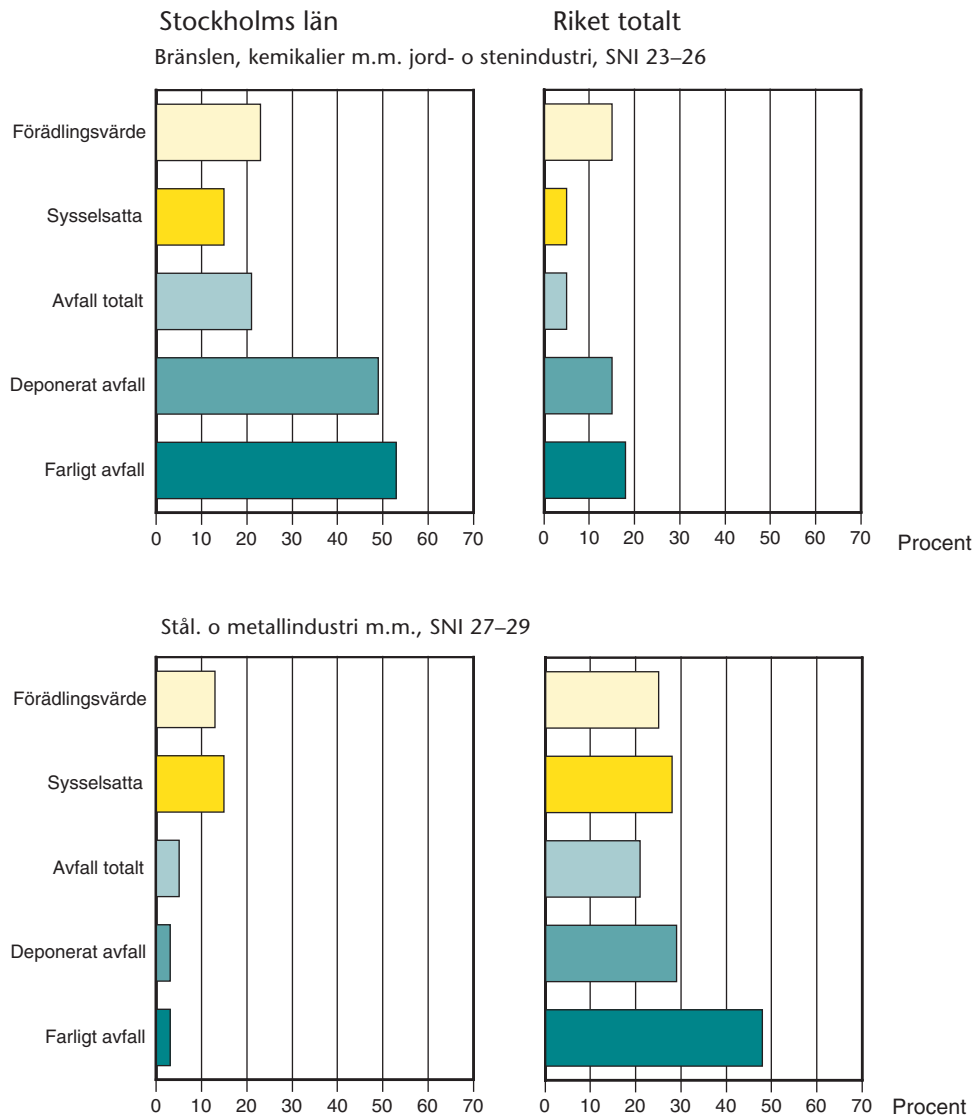 Stockholms län Riket totalt
Bränslen, kemikalier m.m. jord- o stenindustri, SNI 23–26
Förädlingsvärde
Sysselsatta
Avfall totalt
Deponerat avfall
Farligt avfall
0 10 20 30 40 50 60 70 0 10 20 30 40 50 60 70 Procent
Stål. o metallindustri m.m., SNI 27–29
Förädlingsvärde
Sysselsatta
Avfall totalt
Deponerat avfall
Farligt avfall
0 10 20 30 40 50 60 70 0 10 20 30 40 50 60 70 Procent